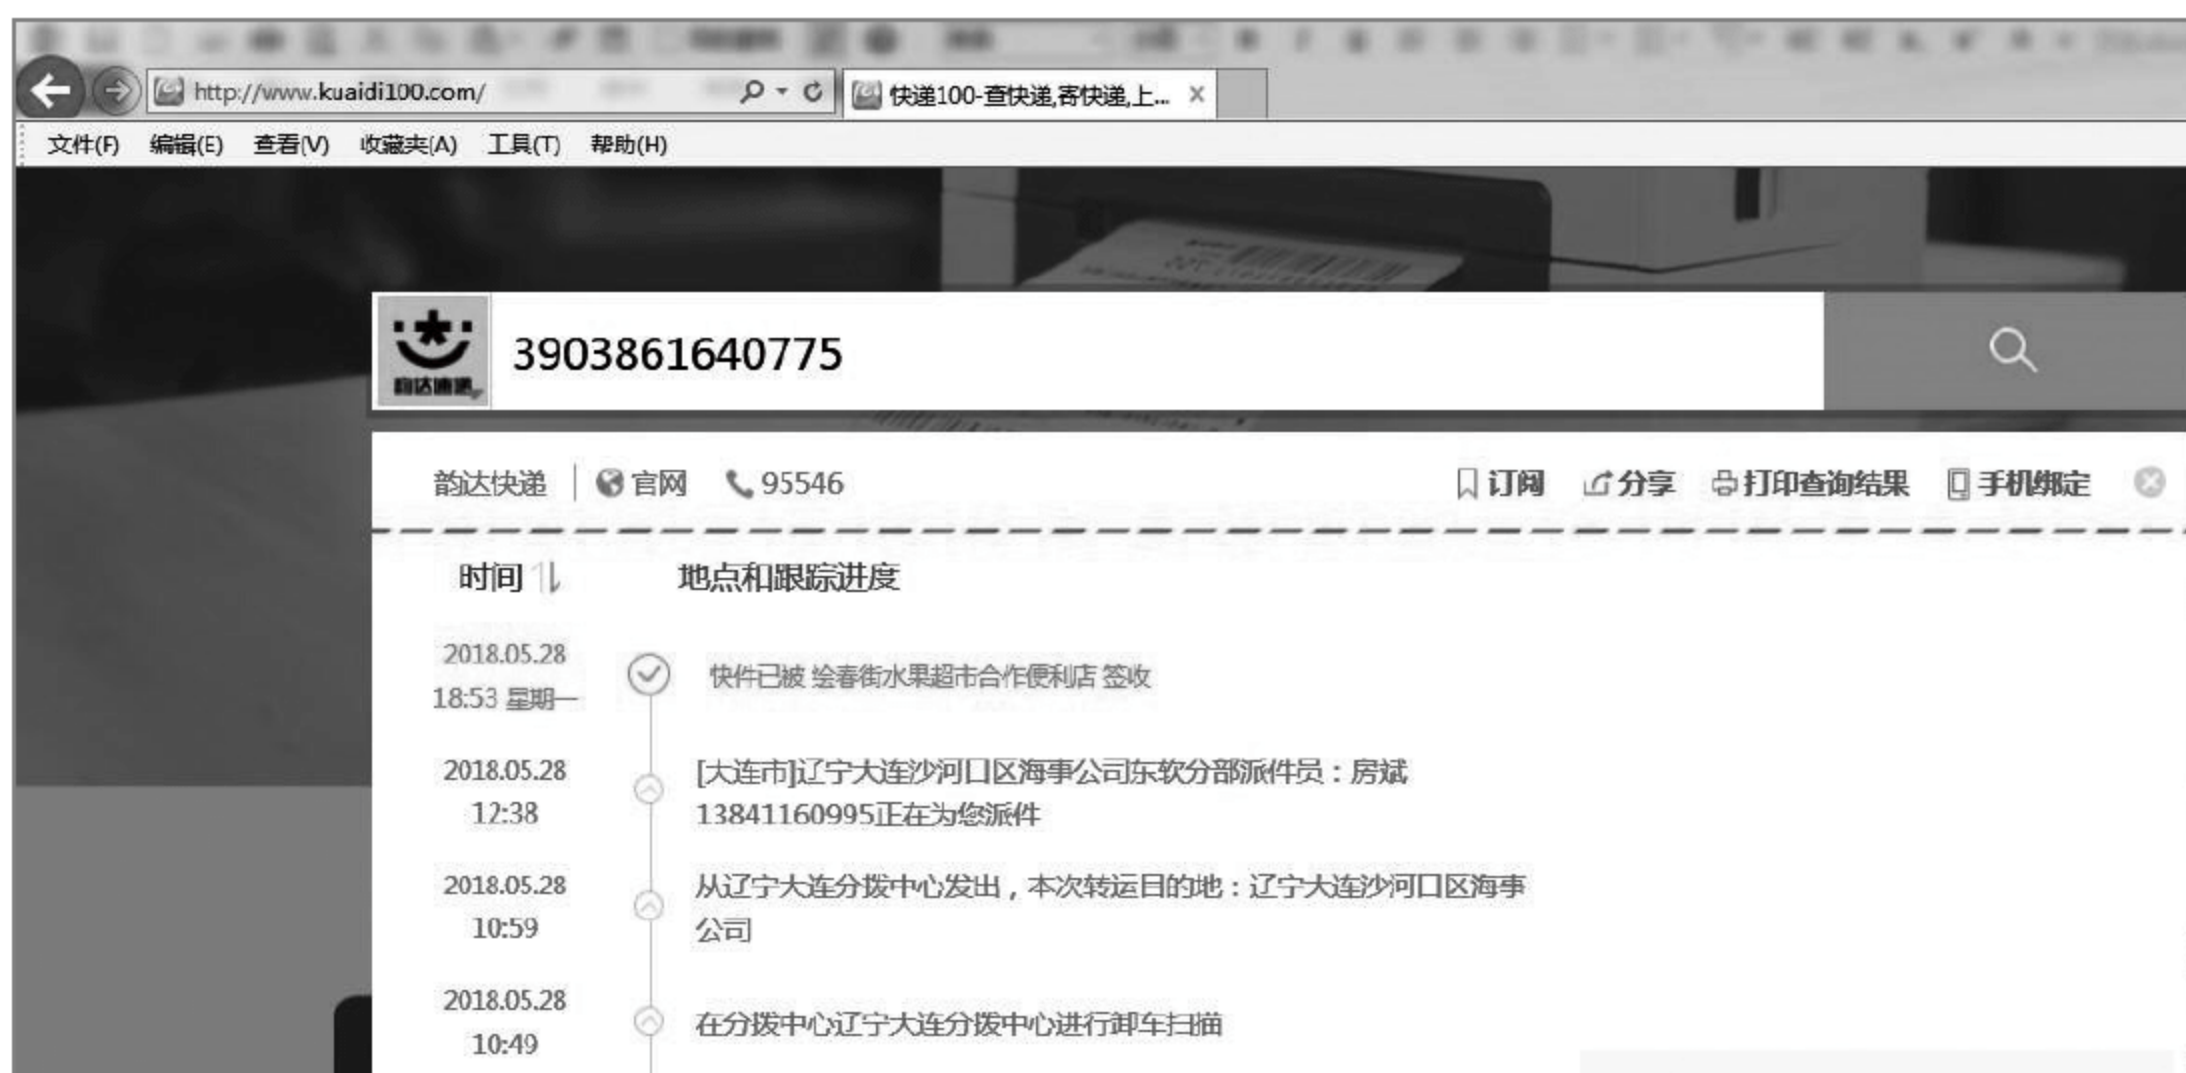 http://www.kuaidi100.com/
快递100-查快递,寄快递,上...
文件(F) 编辑(E) 查看(V) 收藏夹(A) 工具(T) 帮助(H)
韵达速递
3903861640775
韵达快递 官网 95546 订阅 分享 打印查询结果 手机绑定
时间 地点和跟踪进度
2018.05.28
18:53 星期一
快件已被 绘春街水果超市合作便利店 签收
2018.05.28
12:38
[大连市]辽宁大连沙河口区海事公司东软分部派件员：房斌
13841160995正在为您派件
2018.05.28
10:59
从辽宁大连分拨中心发出，本次转运目的地：辽宁大连沙河口区海事
公司
2018.05.28
10:49
在分拨中心辽宁大连分拨中心进行卸车扫描